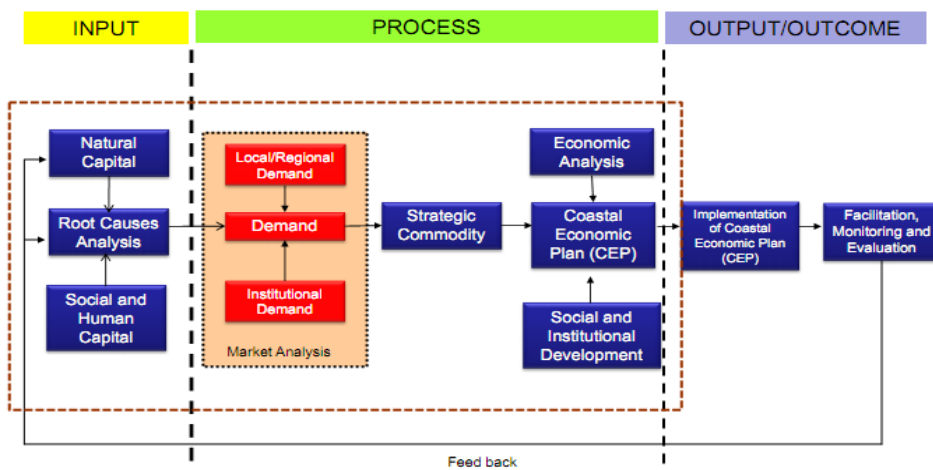 INPUT
PROCESS
OUTPUT/OUTCOME
Natural
Capital
Root Causes
Analysis
Social and
Human
Capital
Local/Regional
Demand
Demand
Institutional
Demand
Market Analysis
Strategic
Commodity
Economic
Analysis
Coastal
Economic
Plan (CEP)
Social and
Institutional
Development
Implementation
of Coastal
Economic Plan
(CEP)
Facilitation,
Monitoring and
Evaluation
Feed back